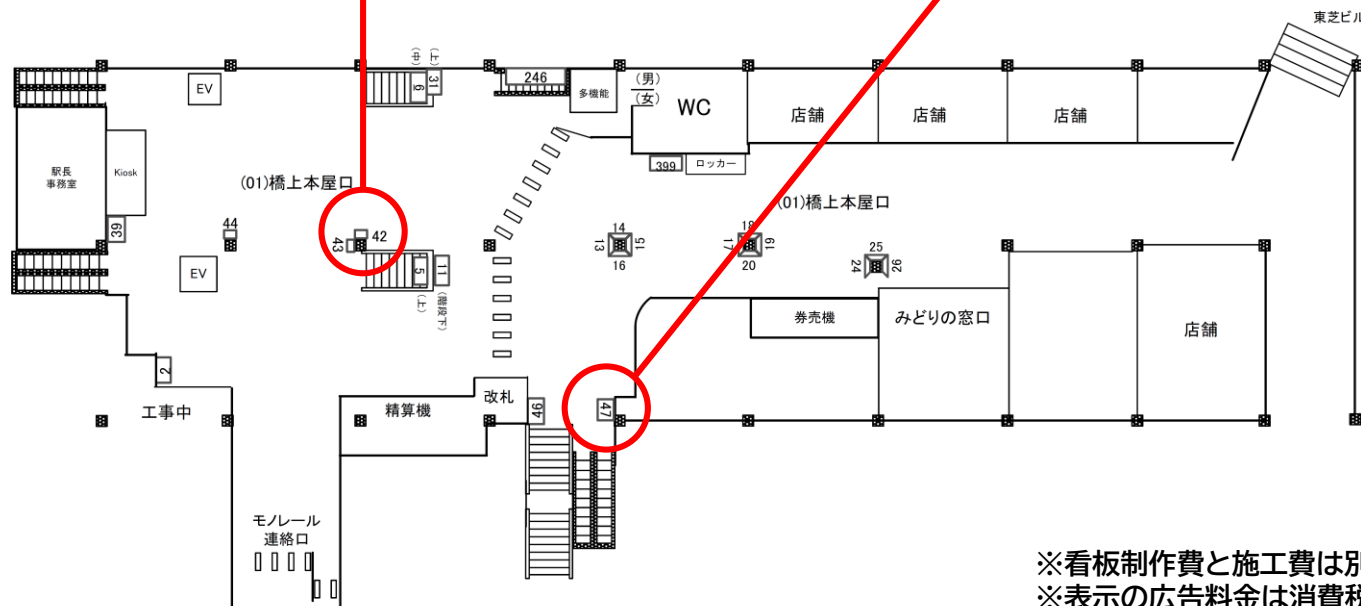 東芝ビル
EV
(上)
(中)
31
6
246
多機能
(男)
(女)
WC
店舗
店舗
店舗
399
ロッカー
駅長
事務室
Kiosk
39
(01)橋上本屋口
(01)橋上本屋口
44
43
42
14
13
15
16
18
17
19
20
25
24
26
EV
5
11
(上)
(階段下)
券売機
みどりの窓口
店舗
2
工事中
精算機
改札
46
47
モノレール
連絡口
※看板制作費と施工費は別
※表示の広告料金は消費税